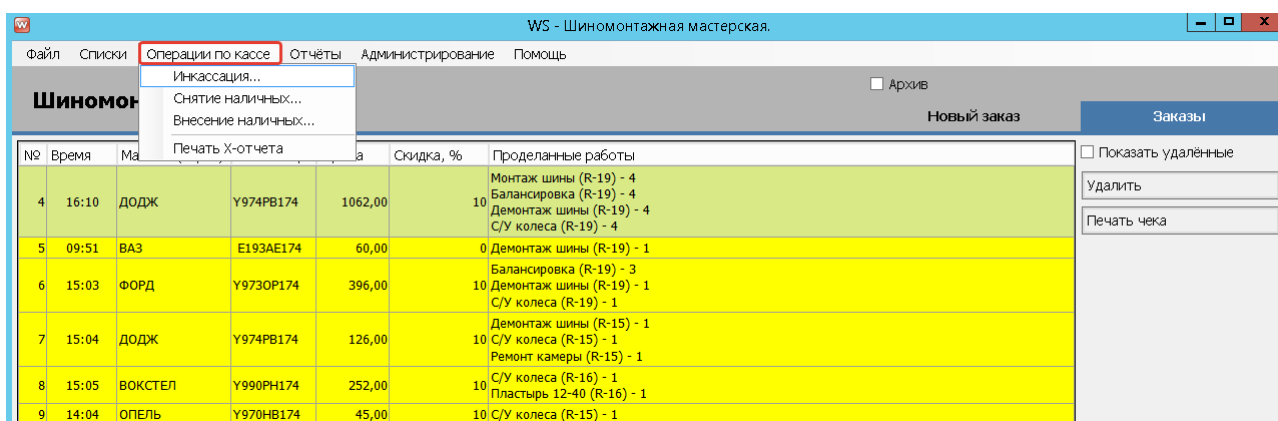 WS - Шиномонтажная мастерская.
Файл Списки Операции по кассе Отчёты Администрирование Помощь
Инкассация...
Снятие наличных...
Внесение наличных...
Печать X-отчета
Архив
Новый заказ Заказы
№ Время Скидка, % Проделанные работы
4 16:10 ДОДЖ Y974PB174 1062,00 10 Монтаж шины (R-19) - 4
Балансировка (R-19) - 4
Демонтаж шины (R-19) - 4
С/У колеса (R-19) - 4
5 09:51 ВАЗ E193AE174 60,00 0 Демонтаж шины (R-19) - 1
6 15:03 ФОРД Y973OP174 396,00 10 Балансировка (R-19) - 3
Демонтаж шины (R-19) - 1
С/У колеса (R-19) - 1
7 15:04 ДОДЖ Y974PB174 126,00 10 Демонтаж шины (R-15) - 1
С/У колеса (R-15) - 1
Ремонт камеры (R-15) - 1
8 15:05 ВОКСТЕЛ Y990PH174 252,00 10 С/У колеса (R-16) - 1
Пластырь 12-40 (R-16) - 1
9 14:04 ОПЕЛЬ Y970HB174 45,00 10 С/У колеса (R-15) - 1
Показать удалённые
Удалить
Печать чека